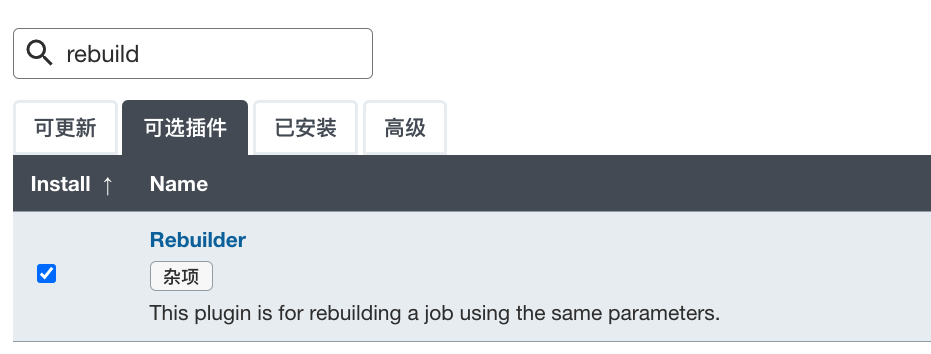 rebuild
可更新 可选插件 已安装 高级
Install ↑ Name
Rebuilder
杂项
This plugin is for rebuilding a job using the same parameters.